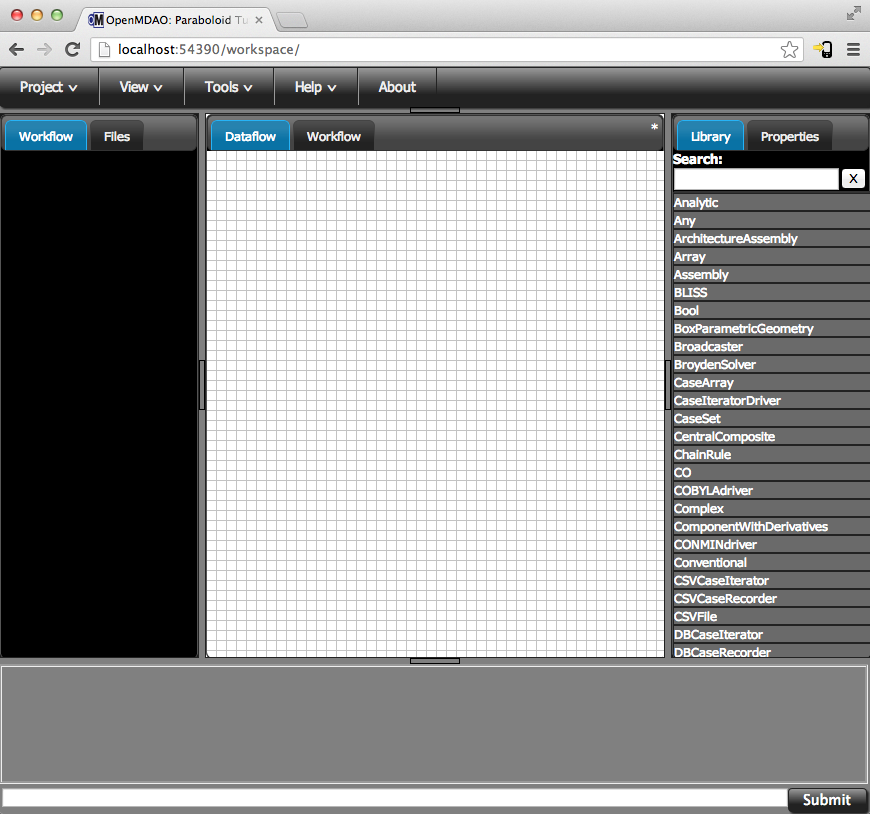 OpenMDAO: Paraboloid Tu
localhost:54390/workspace/
Project View Tools Help About
Workflow Files
Dataflow Workflow *
Library Properties
Search:
X
Analytic
Any
ArchitectureAssembly
Array
Assembly
BLISS
Bool
BoxParametricGeometry
Broadcaster
BroydenSolver
CaseArray
CaseIteratorDriver
CaseSet
CentralComposite
ChainRule
CO
COBYLAdriver
Complex
ComponentWithDerivatives
CONMINdriver
Conventional
CSVCaseIterator
CSVCaseRecorder
CSVFile
DBCaseIterator
DBCaseRecorder
Submit